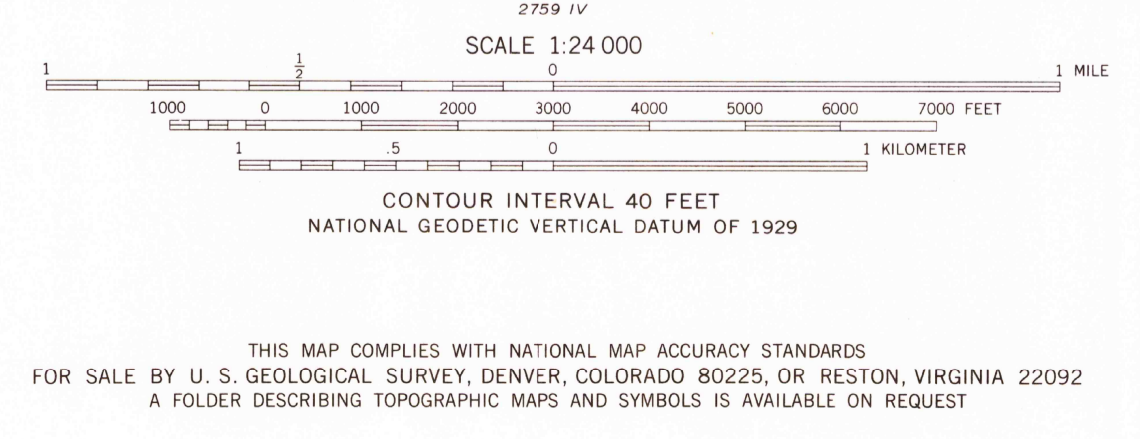 2759 IV
SCALE 1:24 000
1 1/2 0 1 MILE
1000 0 1000 2000 3000 4000 5000 6000 7000 FEET
1 .5 0 1 KILOMETER
CONTOUR INTERVAL 40 FEET
NATIONAL GEODETIC VERTICAL DATUM OF 1929
THIS MAP COMPLIES WITH NATIONAL MAP ACCURACY STANDARDS
FOR SALE BY U. S. GEOLOGICAL SURVEY, DENVER, COLORADO 80225, OR RESTON, VIRGINIA 22092
A FOLDER DESCRIBING TOPOGRAPHIC MAPS AND SYMBOLS IS AVAILABLE ON REQUEST